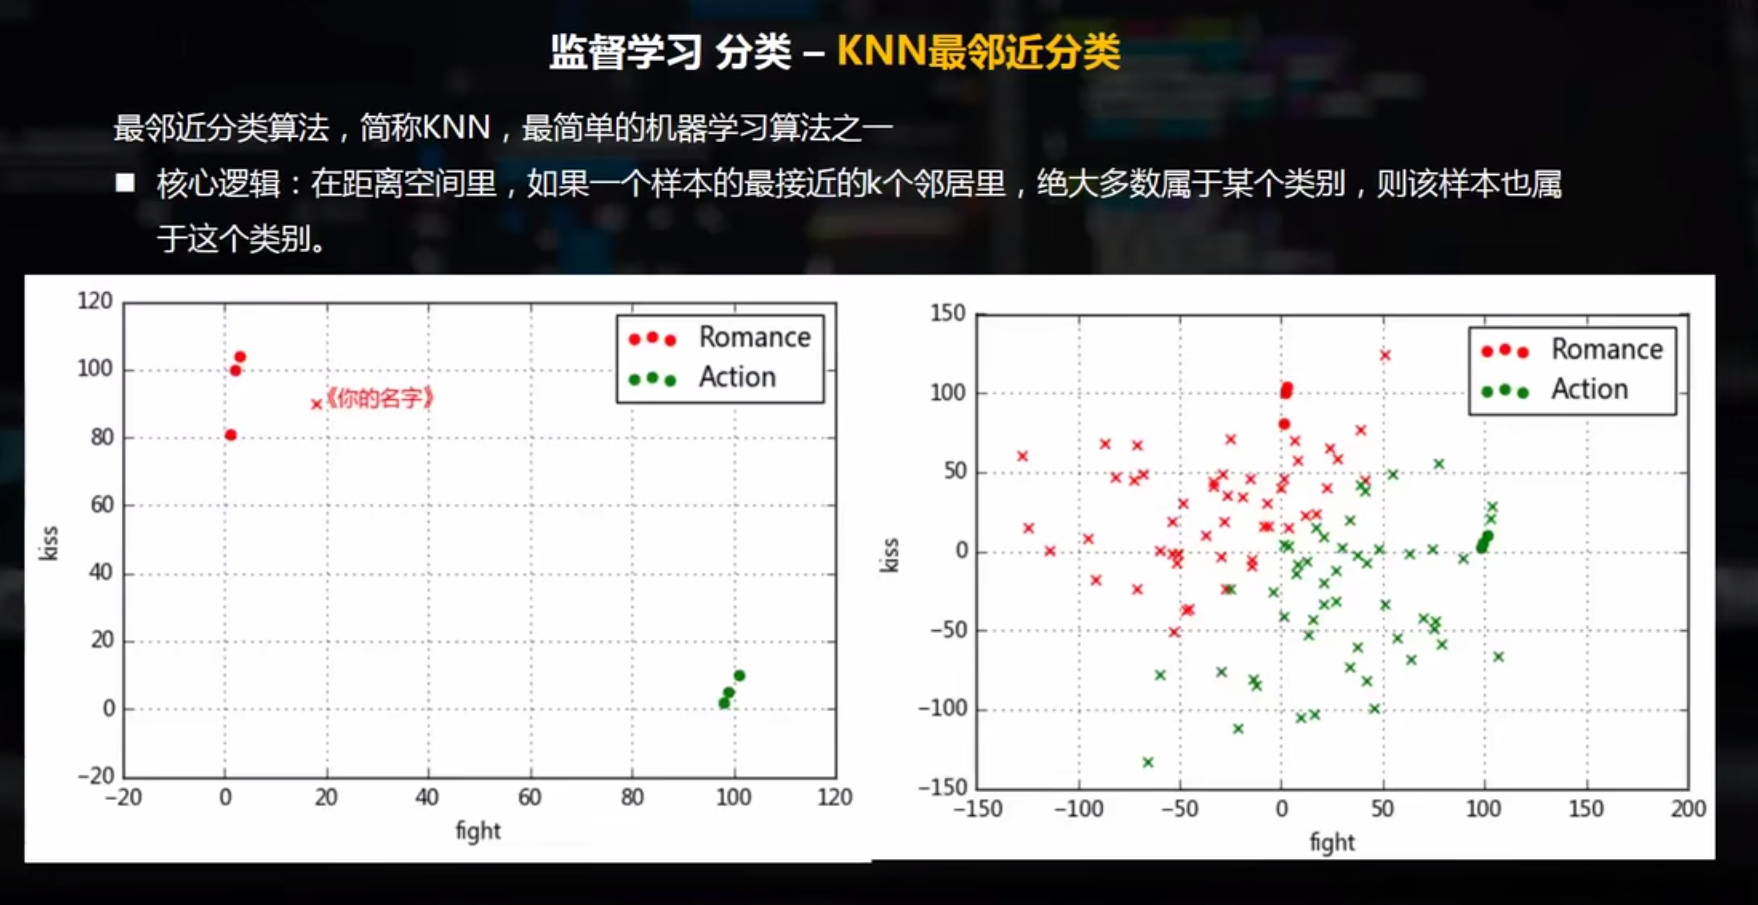 监督学习 分类 – KNN最邻近分类
最邻近分类算法，简称KNN，最简单的机器学习算法之一
■ 核心逻辑：在距离空间里，如果一个样本的最接近的k个邻居里，绝大多数属于某个类别，则该样本也属
于这个类别。
120
100
80
60
40
20
0
−20
kiss
Romance
Action
《你的名字》
−20 0 20 40 60 80 100 120
fight
150
100
50
0
−50
−100
−150
kiss
Romance
Action
−150 −100 −50 0 50 100 150 200
fight